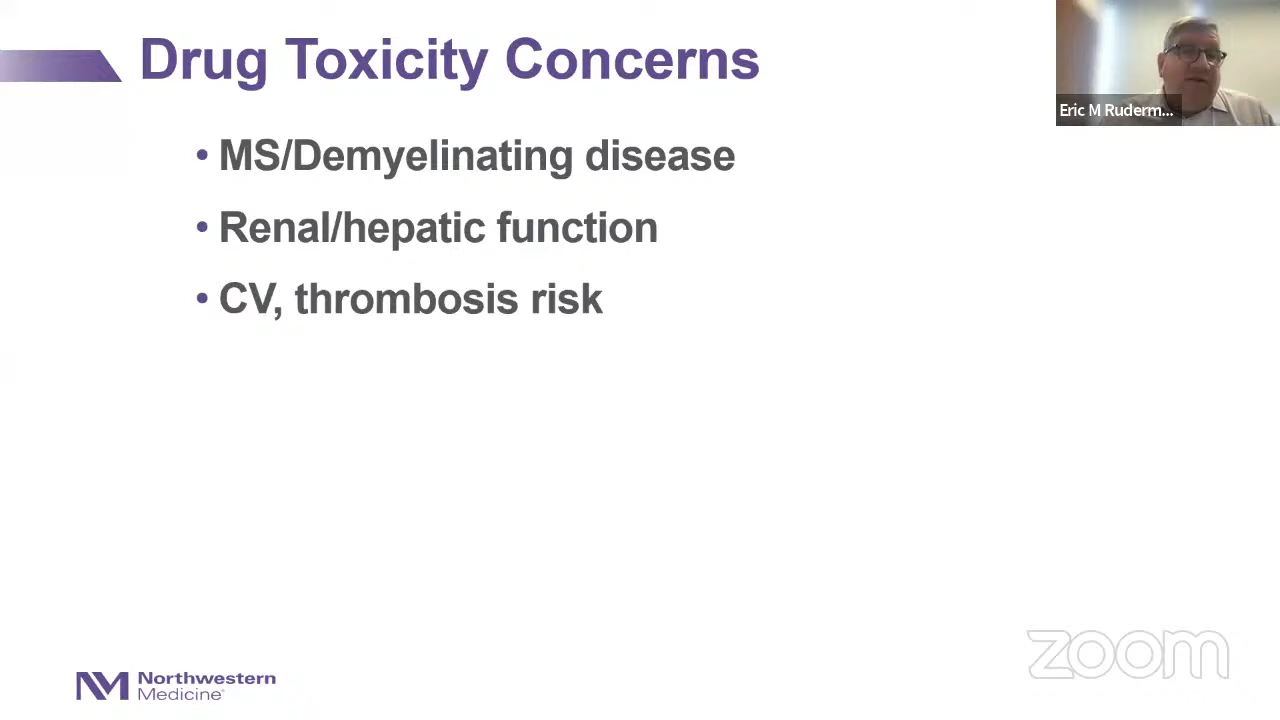 Drug Toxicity Concerns
Eric M Ruderm...
• MS/Demyelinating disease
• Renal/hepatic function
• CV, thrombosis risk
Northwestern
Medicine®
zoom